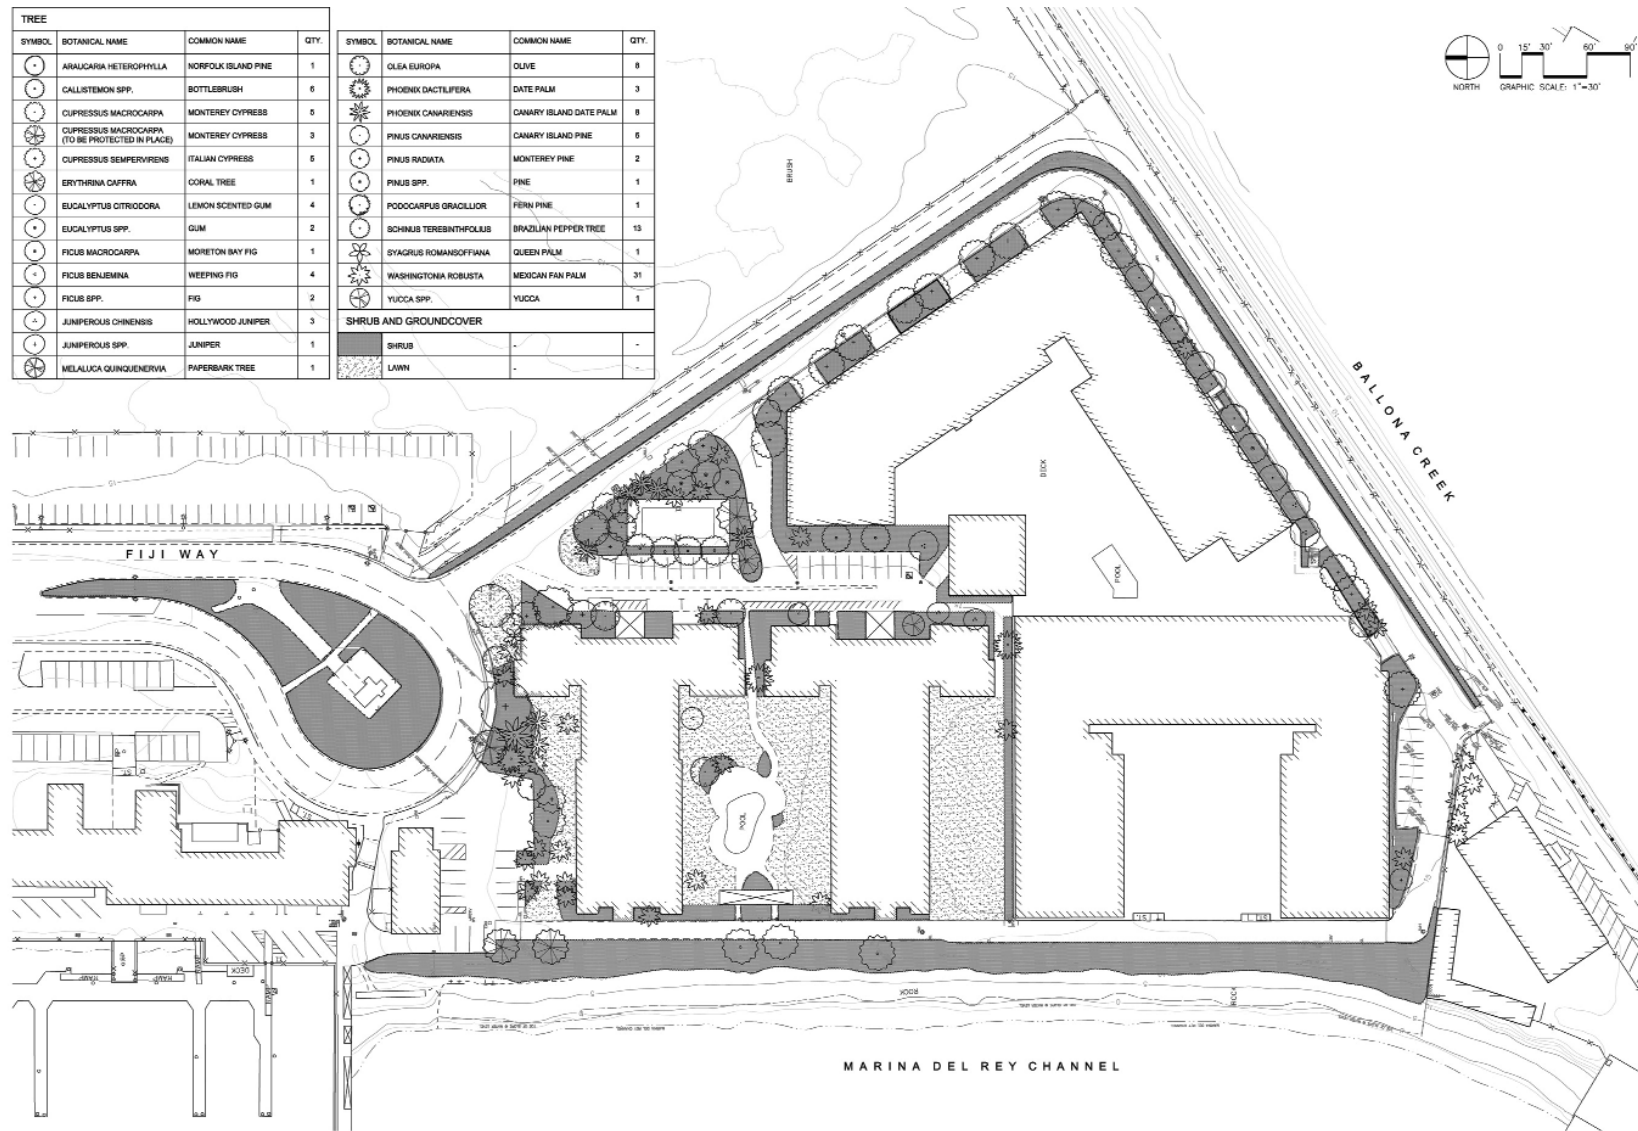 TREE
SYMBOL BOTANICAL NAME COMMON NAME QTY.
ARAUCARIA HETEROPHYLLA NORFOLK ISLAND PINE 1
CALLISTEMON SPP. BOTTLEBRUSH 6
CUPRESSUS MACROCARPA MONTEREY CYPRESS 5
CUPRESSUS MACROCARPA
(TO BE PROTECTED IN PLACE) MONTEREY CYPRESS 3
CUPRESSUS SEMPERVIRENS ITALIAN CYPRESS 5
ERYTHRINA CAFFRA CORAL TREE 1
EUCALYPTUS CITRIODORA LEMON SCENTED GUM 4
EUCALYPTUS SPP. GUM 2
FICUS MACROCARPA MORETON BAY FIG 1
FICUS BENJEMINA WEEPING FIG 4
FICUS SPP. FIG 2
JUNIPEROUS CHINENSIS HOLLYWOOD JUNIPER 3
JUNIPEROUS SPP. JUNIPER 1
MELALUCA QUINQUENERVIA PAPERBARK TREE 1
SYMBOL BOTANICAL NAME COMMON NAME QTY.
OLEA EUROPA OLIVE 8
PHOENIX DACTILIFERA DATE PALM 3
PHOENIX CANARIENSIS CANARY ISLAND DATE PALM 8
PINUS CANARIENSIS CANARY ISLAND PINE 6
PINUS RADIATA MONTEREY PINE 2
PINUS SPP. PINE 1
PODOCARPUS GRACILLIOR FERN PINE 1
SCHINUS TEREBINTHFOLIUS BRAZILIAN PEPPER TREE 13
SYAGRUS ROMANSOFFIANA QUEEN PALM 1
WASHINGTONIA ROBUSTA MEXICAN FAN PALM 31
YUCCA SPP. YUCCA 1
SHRUB AND GROUNDCOVER
SHRUB - -
LAWN - -
NORTH
0 15' 30' 60' 90'
GRAPHIC SCALE: 1"=30'
BRUSH
BALLONA CREEK
DECK
POOL
FIJI WAY
POOL
ST.
ST.
ST.
DECK
RAMP
RAMP
ROCK
ROCK
MARINA DEL REY CHANNEL